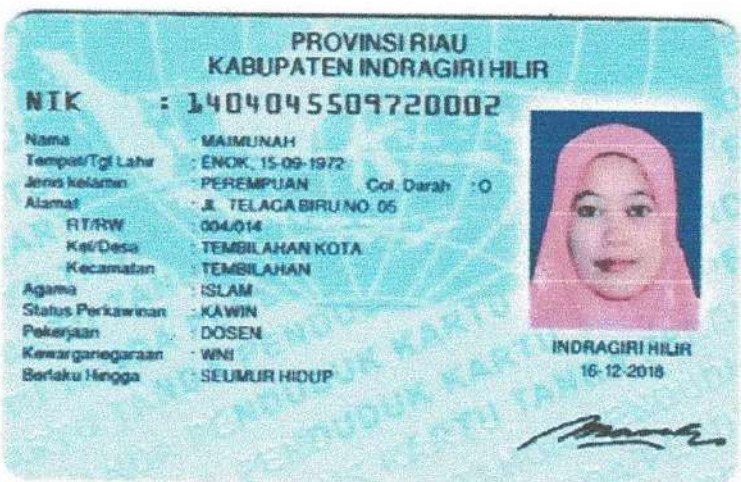 PROVINSI RIAU
KABUPATEN INDRAGIRI HILIR
NIK : 1404045509720002
Nama : MAIMUNAH
Tempat/Tgl Lahir : ENOK, 15-09-1972
Jenis kelamin : PEREMPUAN Gol. Darah : O
Alamat : JL. TELAGA BIRU NO. 05
RT/RW : 004/014
Kel/Desa : TEMBILAHAN KOTA
Kecamatan : TEMBILAHAN
Agama : ISLAM
Status Perkawinan : KAWIN
Pekerjaan : DOSEN
Kewarganegaraan : WNI
Berlaku Hingga : SEUMUR HIDUP
INDRAGIRI HILIR
16-12-2018